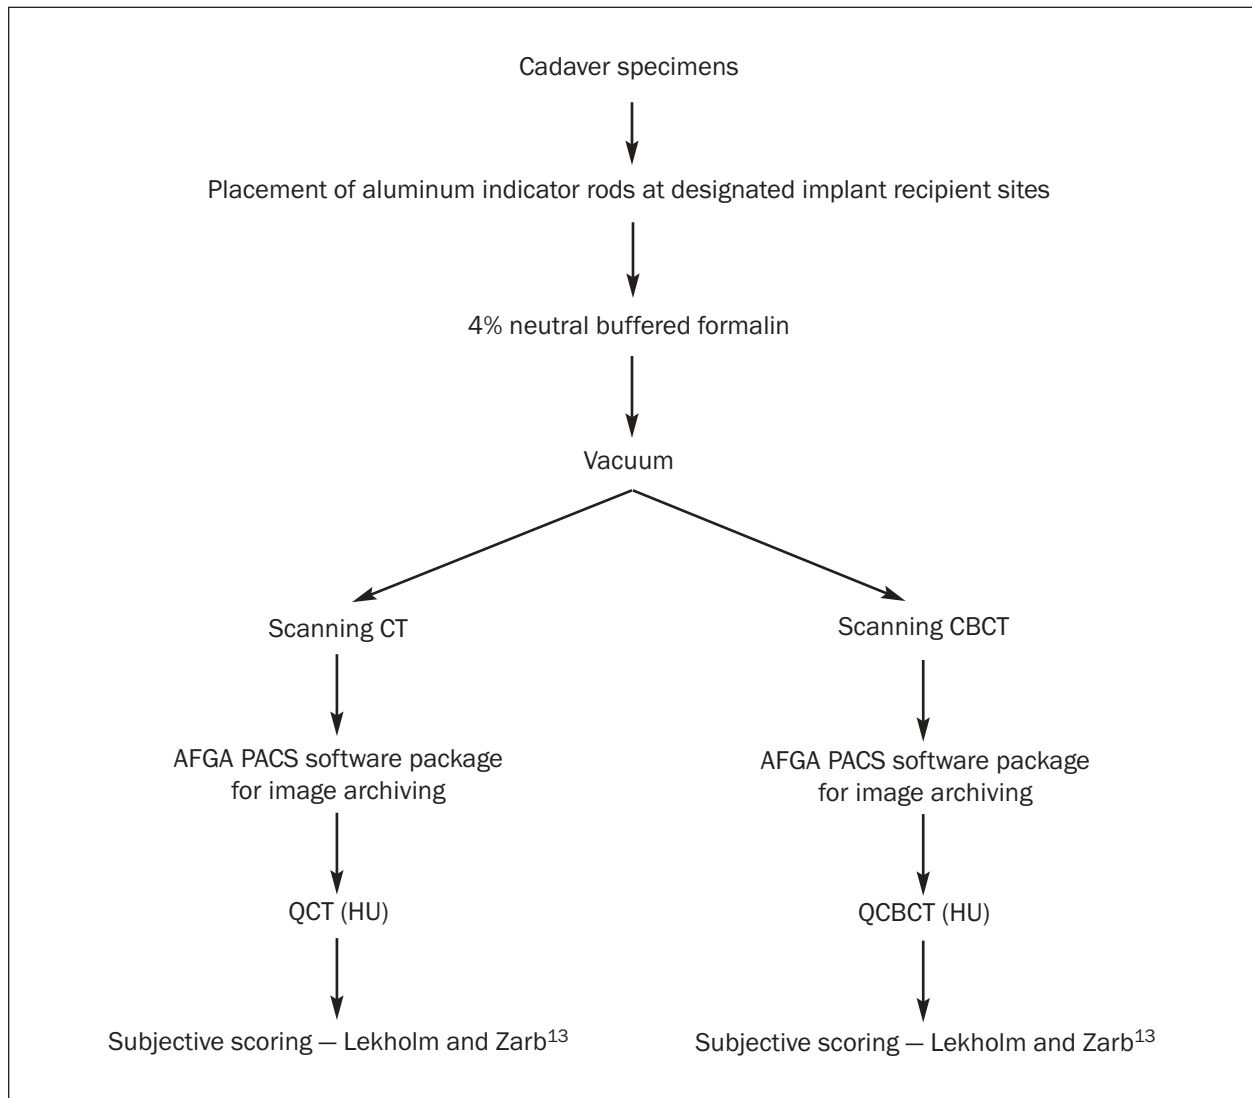 Cadaver specimens
Placement of aluminum indicator rods at designated implant recipient sites
4% neutral buffered formalin
Vacuum
Scanning CT
AFGA PACS software package
for image archiving
QCT (HU)
Subjective scoring — Lekholm and Zarb13
Scanning CBCT
AFGA PACS software package
for image archiving
QCBCT (HU)
Subjective scoring — Lekholm and Zarb13